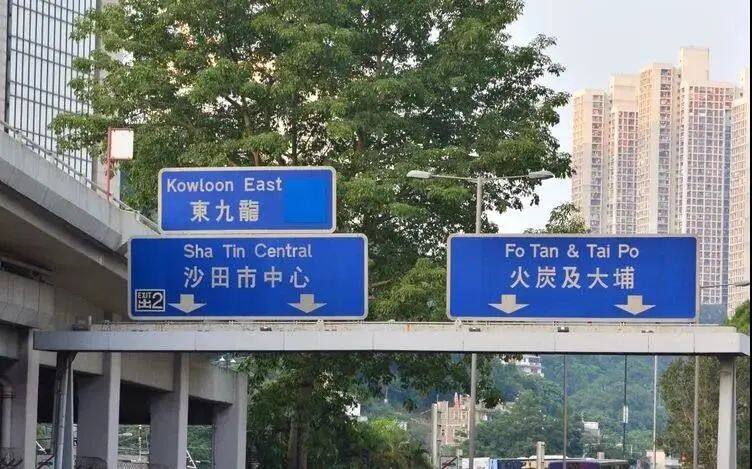 Kowloon East
東九龍
Sha Tin Central
沙田市中心
EXIT
出2
Fo Tan & Tai Po
火炭及大埔